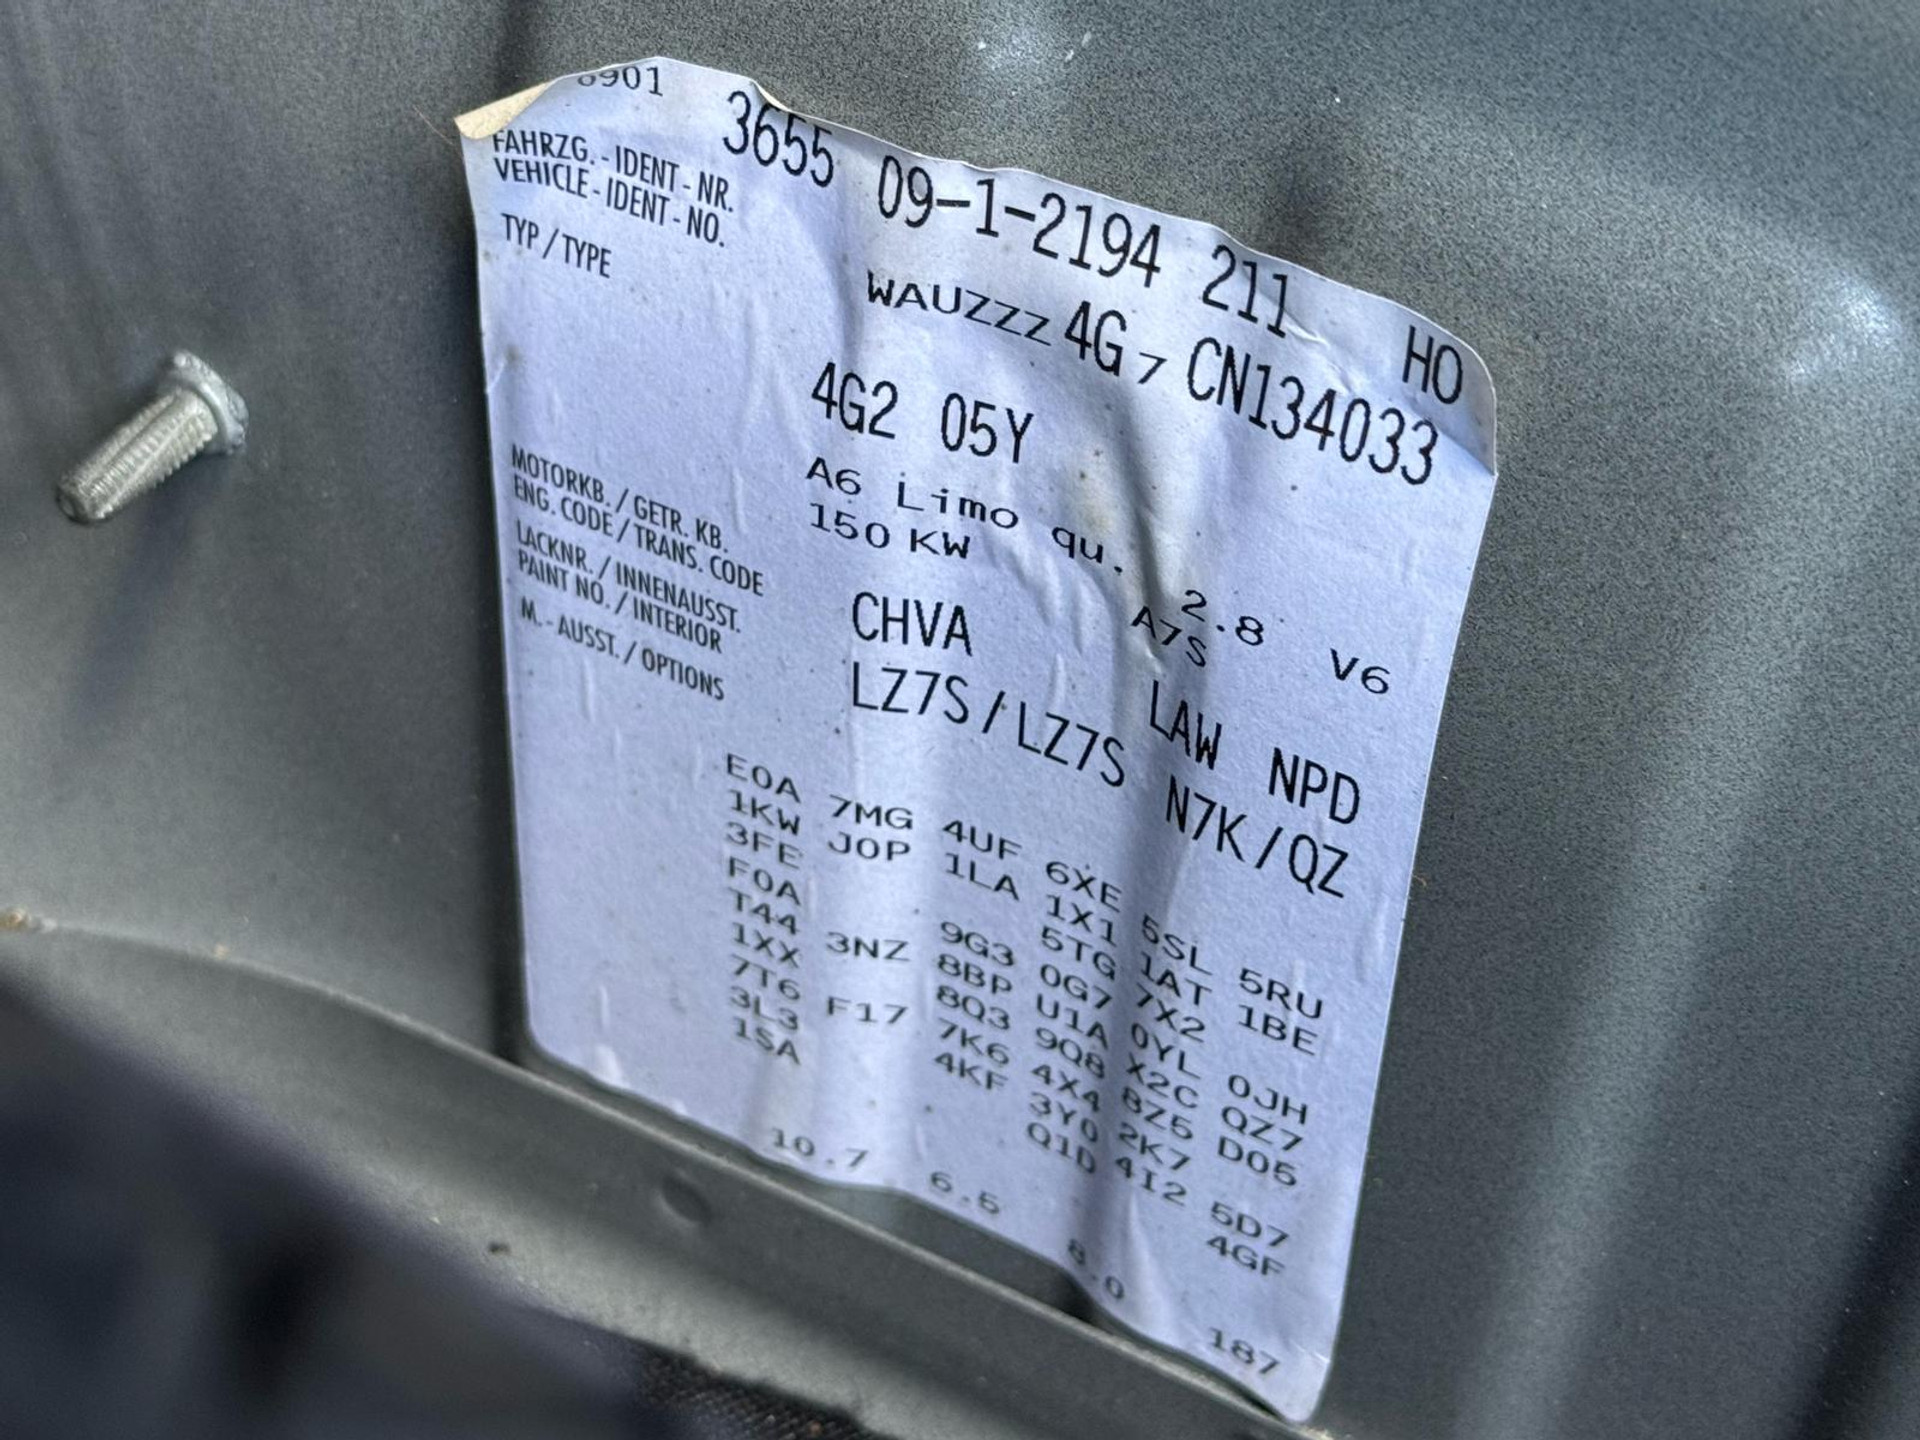 3655 09-1-2194 211 HO
FAHRZG.-IDENT-NR.
VEHICLE-IDENT-NO.
WAUZZZ4G7CN134033
TYP/TYPE
4G2 05Y
A6 Limo qu. 2.8 V6
150 KW A7S
MOTORKB./GETR. KB.
ENG. CODE/TRANS. CODE
CHVA LAW NPD
LACKNR./INNENAUSST.
PAINT NO./INTERIOR
LZ7S/LZ7S N7K/QZ
M.-AUSST./OPTIONS
E0A 7MG 4UF 6XE 5SL 5RU
1KW J0P 1LA 1X1 1AT 1BE
3FE 5TG 7X2
F0A 9G3 0G7 0YL 0JH
T44 3NZ 8BP U1A X2C QZ7
1XX 8Q3 9Q8 8Z5 D05
7T6 F17 7K6 4X4 2K7
3L3 4KF 3Y0 4I2 5D7
1SA Q1D 4GF
10.7 6.5 8.0 187